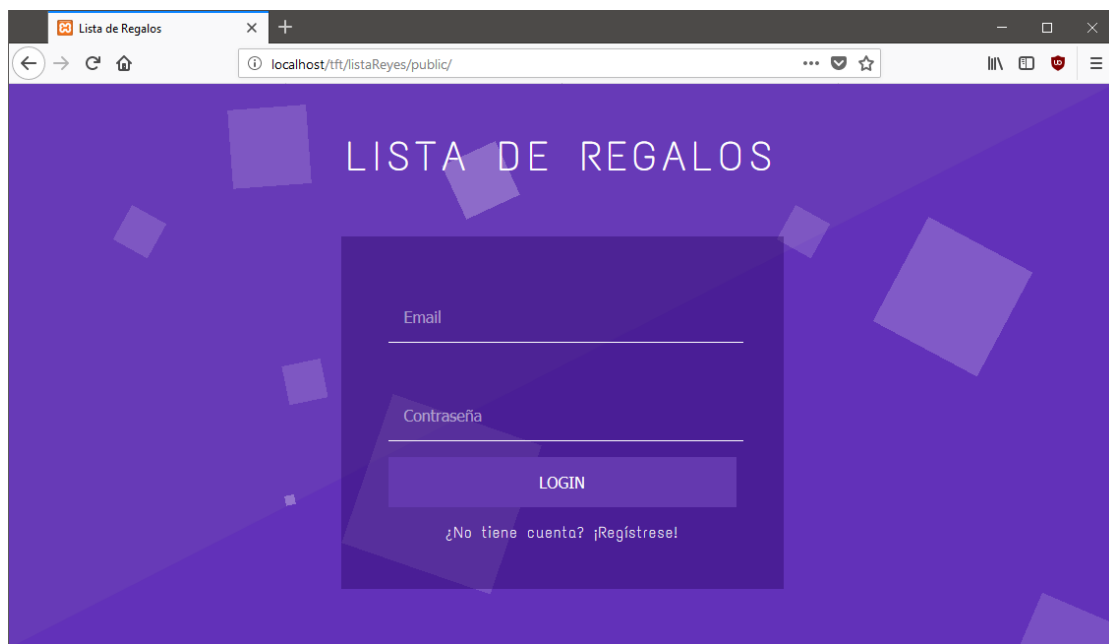 Lista de Regalos
localhost/tft/listaReyes/public/
LISTA DE REGALOS
Email
Contraseña
LOGIN
¿No tiene cuenta? ¡Regístrese!